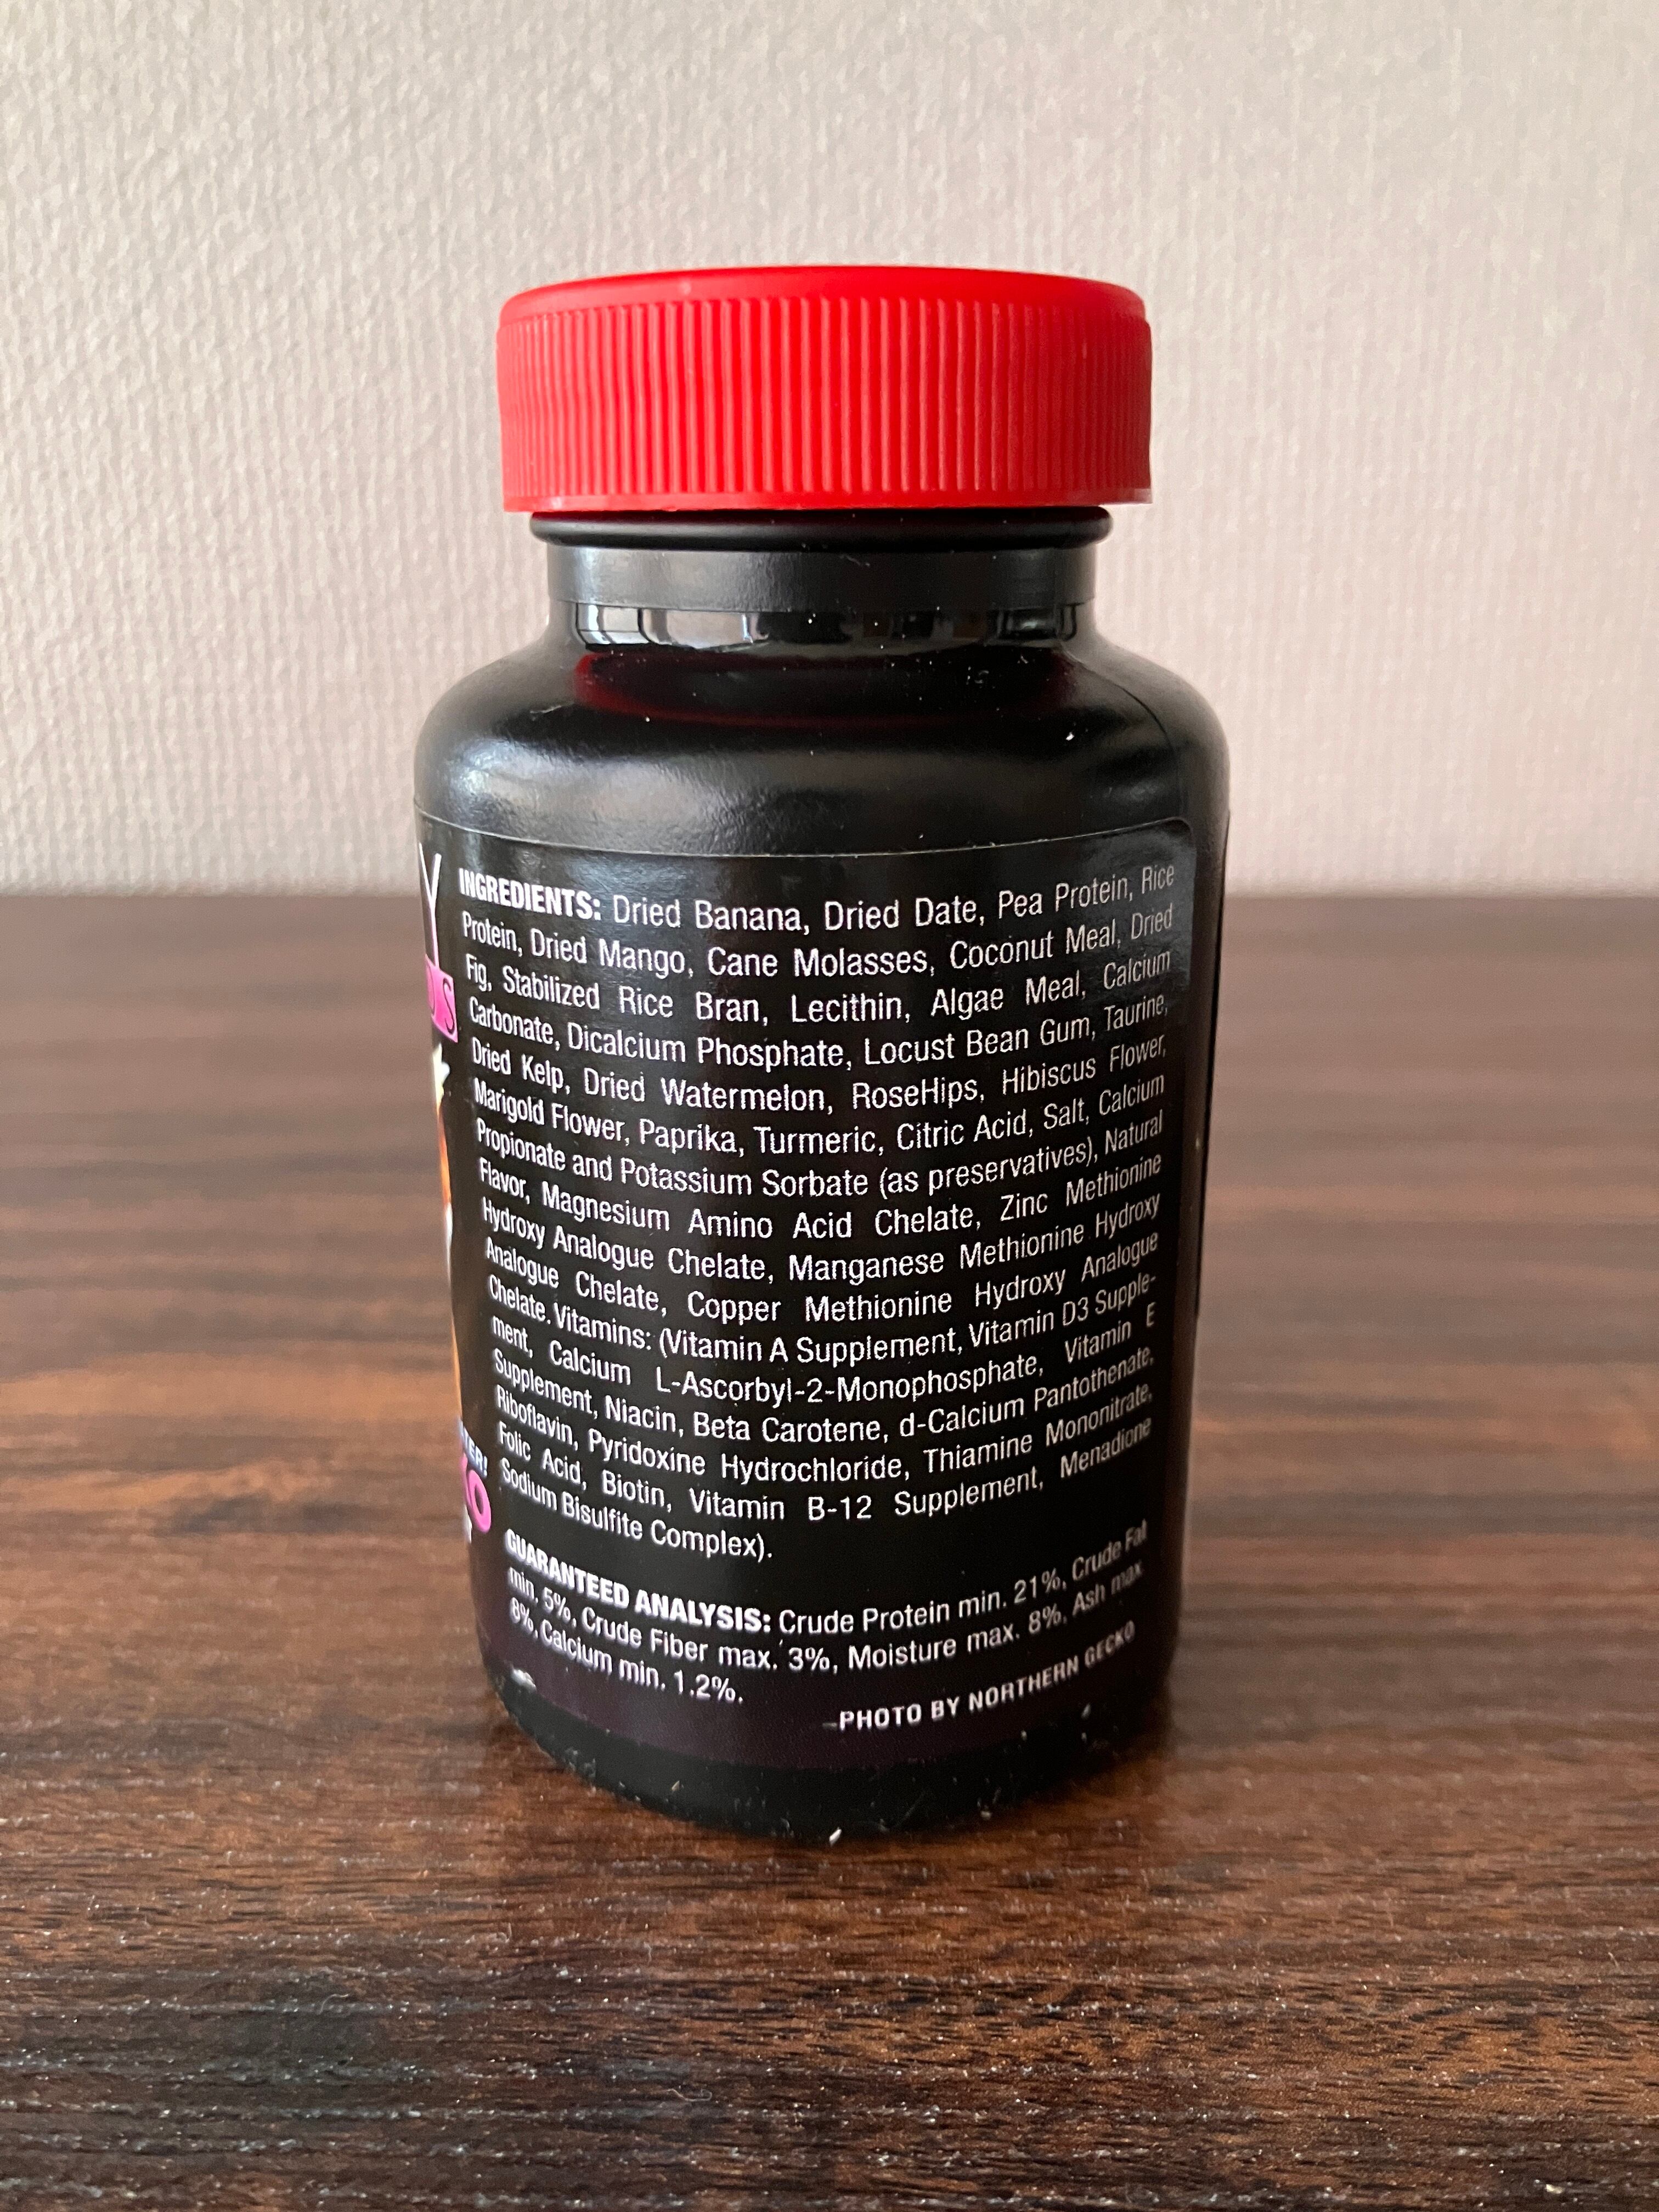 INGREDIENTS: Dried Banana, Dried Date, Pea Protein, Rice
Protein, Dried Mango, Cane Molasses, Coconut Meal, Dried
Fig, Stabilized Rice Bran, Lecithin, Algae Meal, Calcium
Carbonate, Dicalcium Phosphate, Locust Bean Gum, Taurine,
Dried Kelp, Dried Watermelon, RoseHips, Hibiscus Flower,
Marigold Flower, Paprika, Turmeric, Citric Acid, Salt, Calcium
Propionate and Potassium Sorbate (as preservatives), Natural
Flavor, Magnesium Amino Acid Chelate, Zinc Methionine
Hydroxy Analogue Chelate, Manganese Methionine Hydroxy
Analogue Chelate, Copper Methionine Hydroxy Analogue
Chelate. Vitamins: (Vitamin A Supplement, Vitamin D3 Supple-
ment, Calcium L-Ascorbyl-2-Monophosphate, Vitamin E
Supplement, Niacin, Beta Carotene, d-Calcium Pantothenate,
Riboflavin, Pyridoxine Hydrochloride, Thiamine Mononitrate,
Folic Acid, Biotin, Vitamin B-12 Supplement, Menadione
Sodium Bisulfite Complex).
GUARANTEED ANALYSIS: Crude Protein min. 21%, Crude Fat
min. 5%, Crude Fiber max. 3%, Moisture max. 8%, Ash max.
8%, Calcium min. 1.2%.
PHOTO BY NORTHERN GECKO